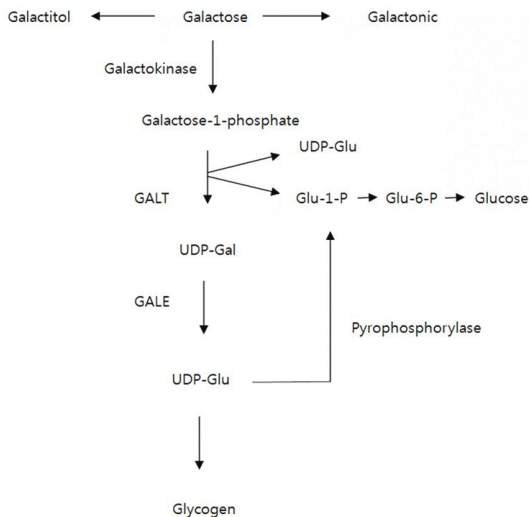 Galactitol Galactose Galactonic
Galactokinase
Galactose-1-phosphate
UDP-Glu
GALT Glu-1-P Glu-6-P Glucose
UDP-Gal
GALE
Pyrophosphorylase
UDP-Glu
Glycogen